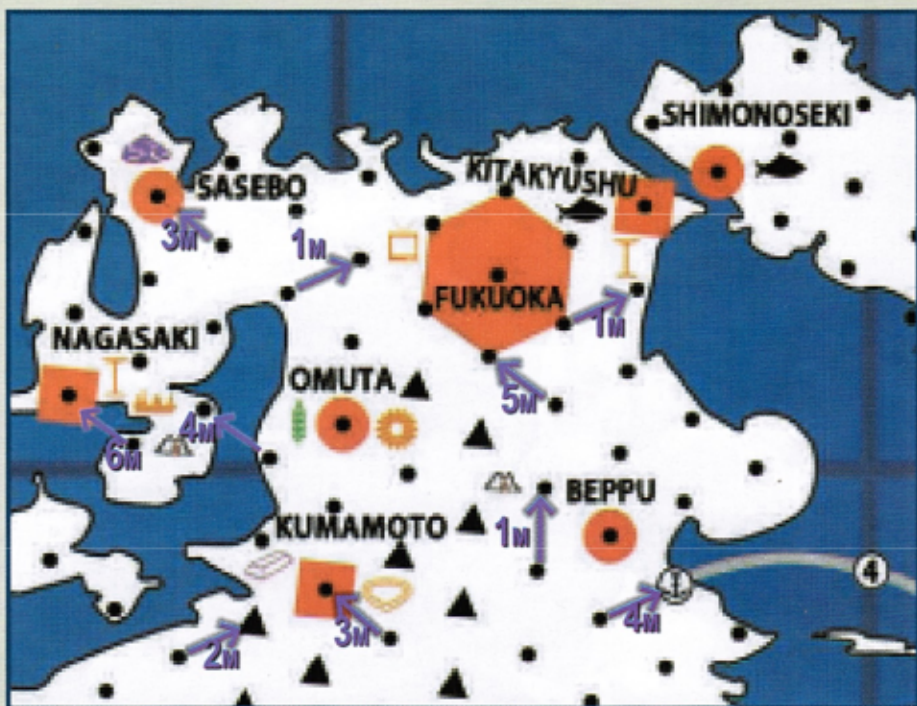 SHIMONOSEKI
KITAKYUSHU
SASEBO
3M
1M
FUKUOKA
1M
NAGASAKI
OMUTA
5M
4M
6M
BEPPU
KUMAMOTO
1M
4
4M
3M
2M